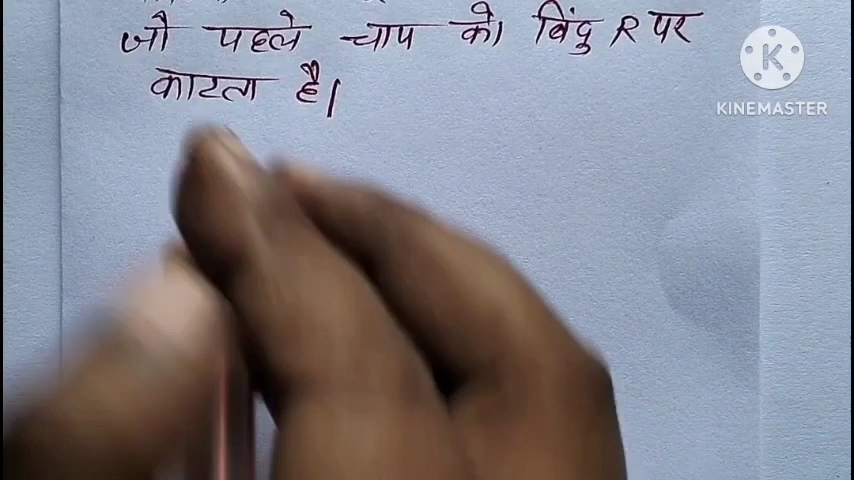 जौ पहले चाप को बिंदु R पर
काटता है।
K
KINEMASTER